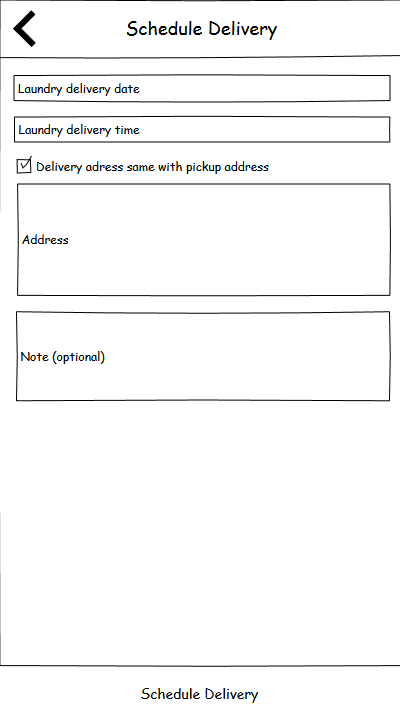 Schedule Delivery
Laundry delivery date
Laundry delivery time
Delivery adress same with pickup address
Address
Note (optional)
Schedule Delivery